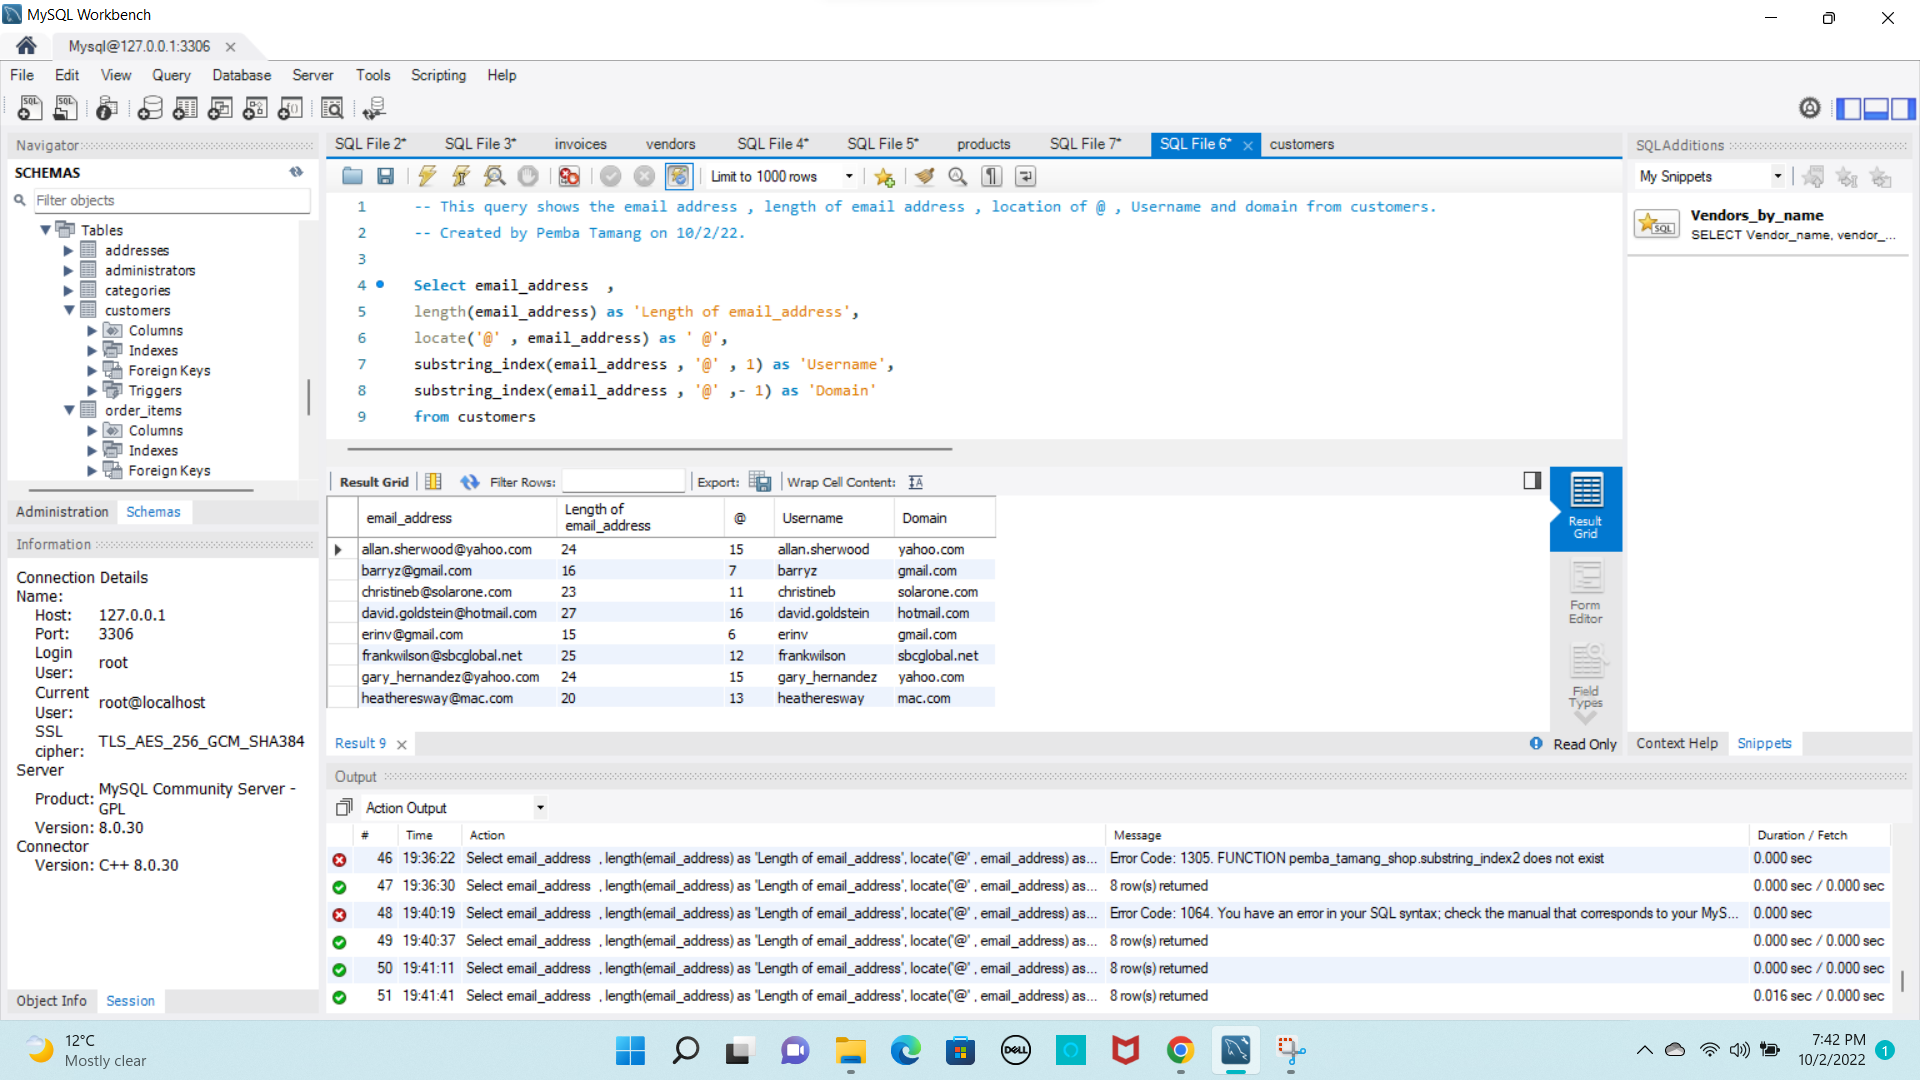 MySQL Workbench
Mysql@127.0.0.1:3306
File Edit View Query Database Server Tools Scripting Help
Navigator
SCHEMAS
Filter objects
Tables
addresses
administrators
categories
customers
Columns
Indexes
Foreign Keys
Triggers
order_items
Columns
Indexes
Foreign Keys
Administration Schemas
Information
Connection Details
Name:
Host: 127.0.0.1
Port: 3306
Login User: root
Current User: root@localhost
SSL cipher: TLS_AES_256_GCM_SHA384
Server
Product: MySQL Community Server - GPL
Version: 8.0.30
Connector
Version: C++ 8.0.30
Object Info Session
SQL File 2* SQL File 3* invoices vendors SQL File 4* SQL File 5* products SQL File 7* SQL File 6* customers
Limit to 1000 rows
1 -- This query shows the email address , length of email address , location of @ , Username and domain from customers.
2 -- Created by Pemba Tamang on 10/2/22.
3
4 Select email_address ,
5 length(email_address) as 'Length of email_address',
6 locate('@' , email_address) as ' @',
7 substring_index(email_address , '@' , 1) as 'Username',
8 substring_index(email_address , '@' ,- 1) as 'Domain'
9 from customers
Result Grid Filter Rows: Export: Wrap Cell Content:
email_address Length of email_address @ Username Domain
allan.sherwood@yahoo.com 24 15 allan.sherwood yahoo.com
barryz@gmail.com 16 7 barryz gmail.com
christineb@solarone.com 23 11 christineb solarone.com
david.goldstein@hotmail.com 27 16 david.goldstein hotmail.com
erinv@gmail.com 15 6 erinv gmail.com
frankwilson@sbcglobal.net 25 12 frankwilson sbcglobal.net
gary_hernandez@yahoo.com 24 15 gary_hernandez yahoo.com
heatheresway@mac.com 20 13 heatheresway mac.com
Result Grid
Form Editor
Field Types
Result 9 Read Only
Output
Action Output
# Time Action Message Duration / Fetch
46 19:36:22 Select email_address , length(email_address) as 'Length of email_address', locate('@' , email_address) as... Error Code: 1305. FUNCTION pemba_tamang_shop.substring_index2 does not exist 0.000 sec
47 19:36:30 Select email_address , length(email_address) as 'Length of email_address', locate('@' , email_address) as... 8 row(s) returned 0.000 sec / 0.000 sec
48 19:40:19 Select email_address , length(email_address) as 'Length of email_address', locate('@' , email_address) as... Error Code: 1064. You have an error in your SQL syntax; check the manual that corresponds to your MyS... 0.000 sec
49 19:40:37 Select email_address , length(email_address) as 'Length of email_address', locate('@' , email_address) as... 8 row(s) returned 0.000 sec / 0.000 sec
50 19:41:11 Select email_address , length(email_address) as 'Length of email_address', locate('@' , email_address) as... 8 row(s) returned 0.000 sec / 0.000 sec
51 19:41:41 Select email_address , length(email_address) as 'Length of email_address', locate('@' , email_address) as... 8 row(s) returned 0.016 sec / 0.000 sec
SQLAdditions
My Snippets
SQL
Vendors_by_name
SELECT Vendor_name, vendor_...
Context Help Snippets
12°C
Mostly clear
DELL
7:42 PM
10/2/2022
1